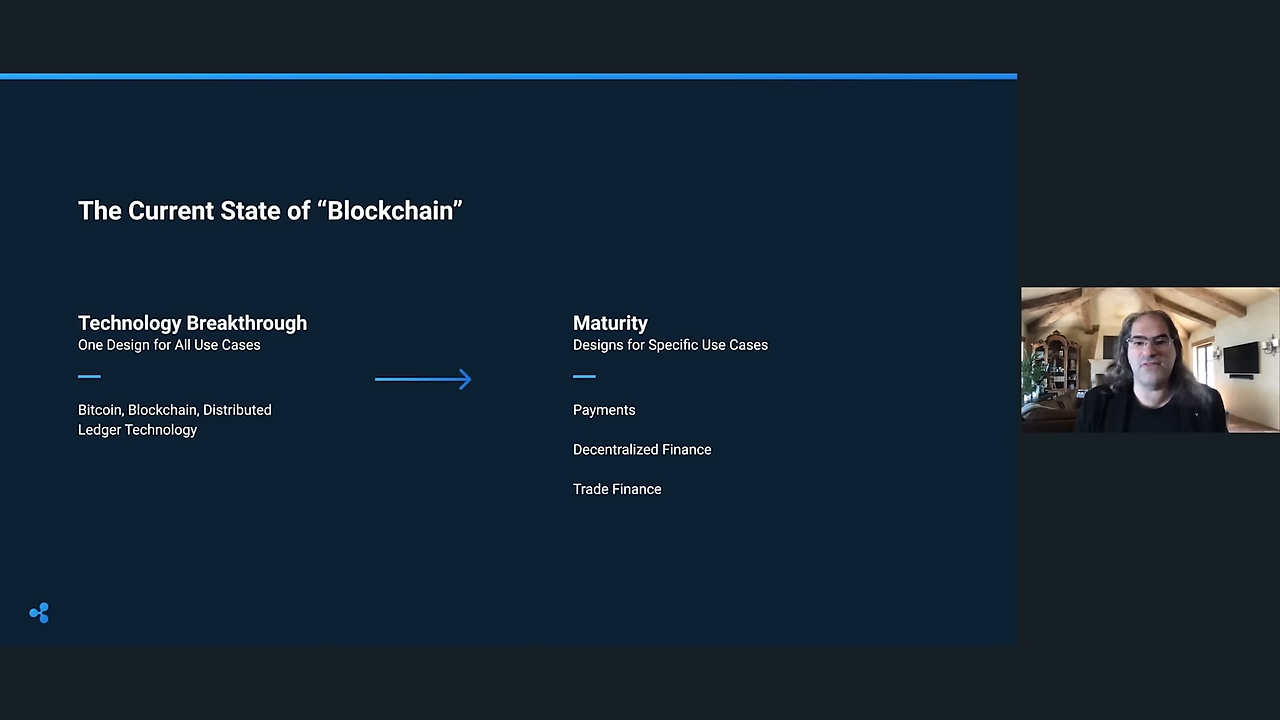 The Current State of “Blockchain”
Technology Breakthrough
One Design for All Use Cases
Bitcoin, Blockchain, Distributed
Ledger Technology
Maturity
Designs for Specific Use Cases
Payments
Decentralized Finance
Trade Finance